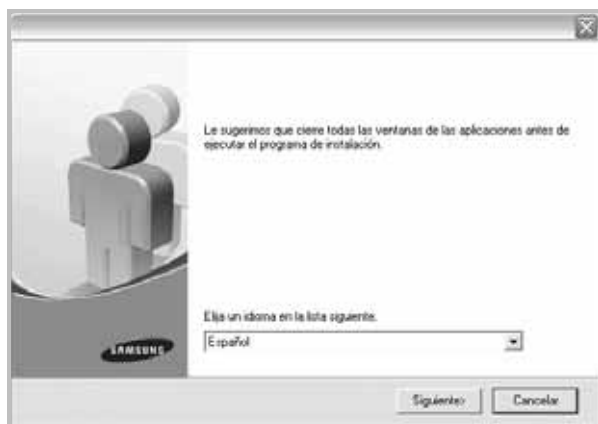 Le sugerimos que cierre todas las ventanas de las aplicaciones antes de
ejecutar el programa de instalación.
Elija un idioma en la lista siguiente.
Español
SAMSUNG
Siguiente>
Cancelar